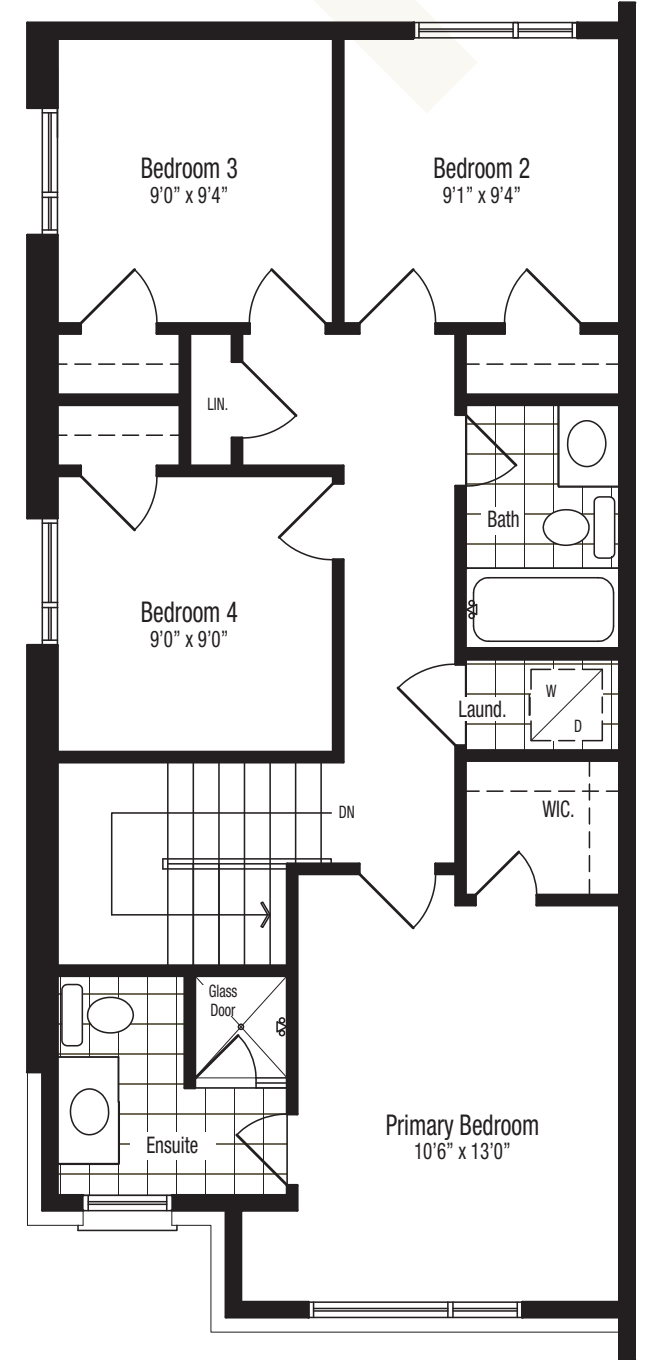 Bedroom 3
9’0” x 9’4”
Bedroom 2
9’1” x 9’4”
LIN.
Bath
Bedroom 4
9’0” x 9’0”
W
D
Laund.
DN
WIC.
Glass
Door
Ensuite
Primary Bedroom
10’6” x 13’0”